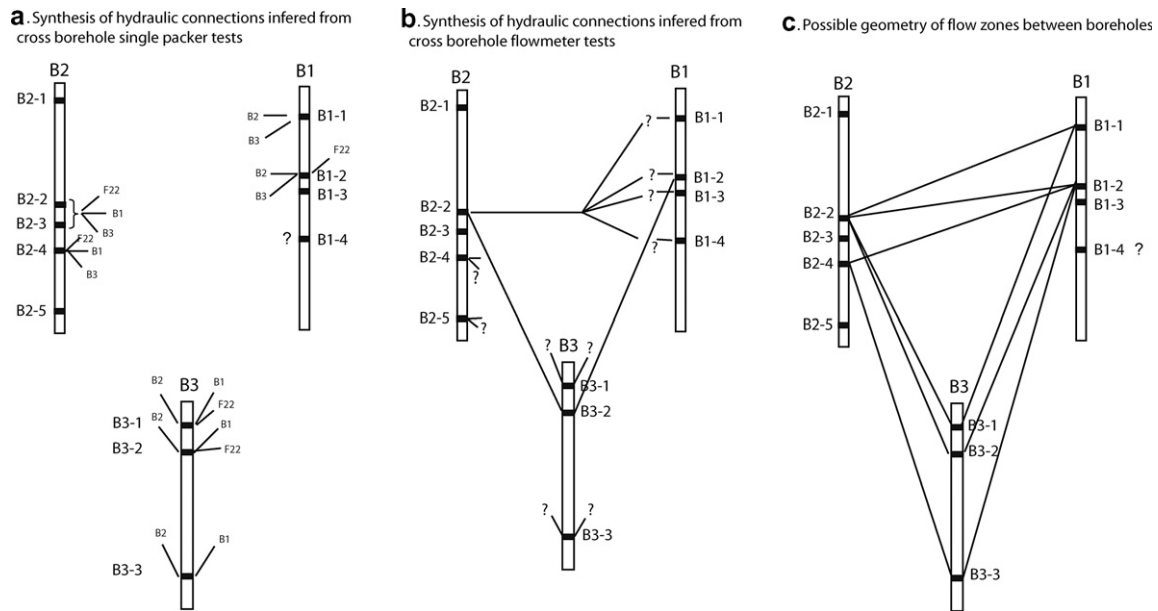 a. Synthesis of hydraulic connections infered from
cross borehole single packer tests
B2
B1
B2-1
B2
B1-1
B3
F22
B2
B1-2
B3
B1-3
B2-2
F22
B1
B2-3
B3
F22
B2-4
B1
B3
? B1-4
B2-5
B3
B2
B1
F22
B3-1
B2
B1
B3-2
F22
B2
B1
B3-3
b. Synthesis of hydraulic connections infered from
cross borehole flowmeter tests
B2
B1
B2-1
? B1-1
? B1-2
? B1-3
B2-2
B2-3
? B1-4
B2-4
?
B2-5
?
B3
? ?
B3-1
B3-2
? ?
B3-3
c. Possible geometry of flow zones between boreholes
B2
B1
B2-1
B1-1
B1-2
B1-3
B2-2
B2-3
B1-4 ?
B2-4
B2-5
B3
B3-1
B3-2
B3-3